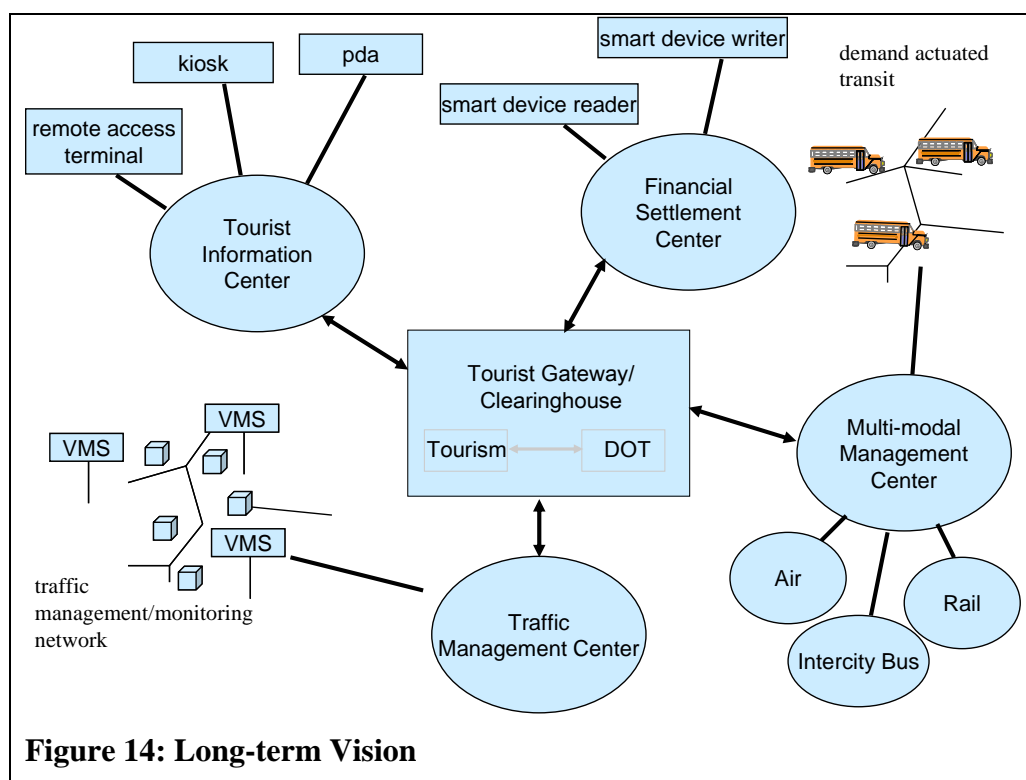 smart device writer
kiosk
pda
demand actuated
transit
smart device reader
remote access
terminal
Financial
Settlement
Center
Tourist
Information
Center
Tourist Gateway/
Clearinghouse
Tourism
DOT
Multi-modal
Management
Center
VMS
VMS
VMS
traffic
management/monitoring
network
Traffic
Management Center
Air
Rail
Intercity Bus
Figure 14: Long-term Vision